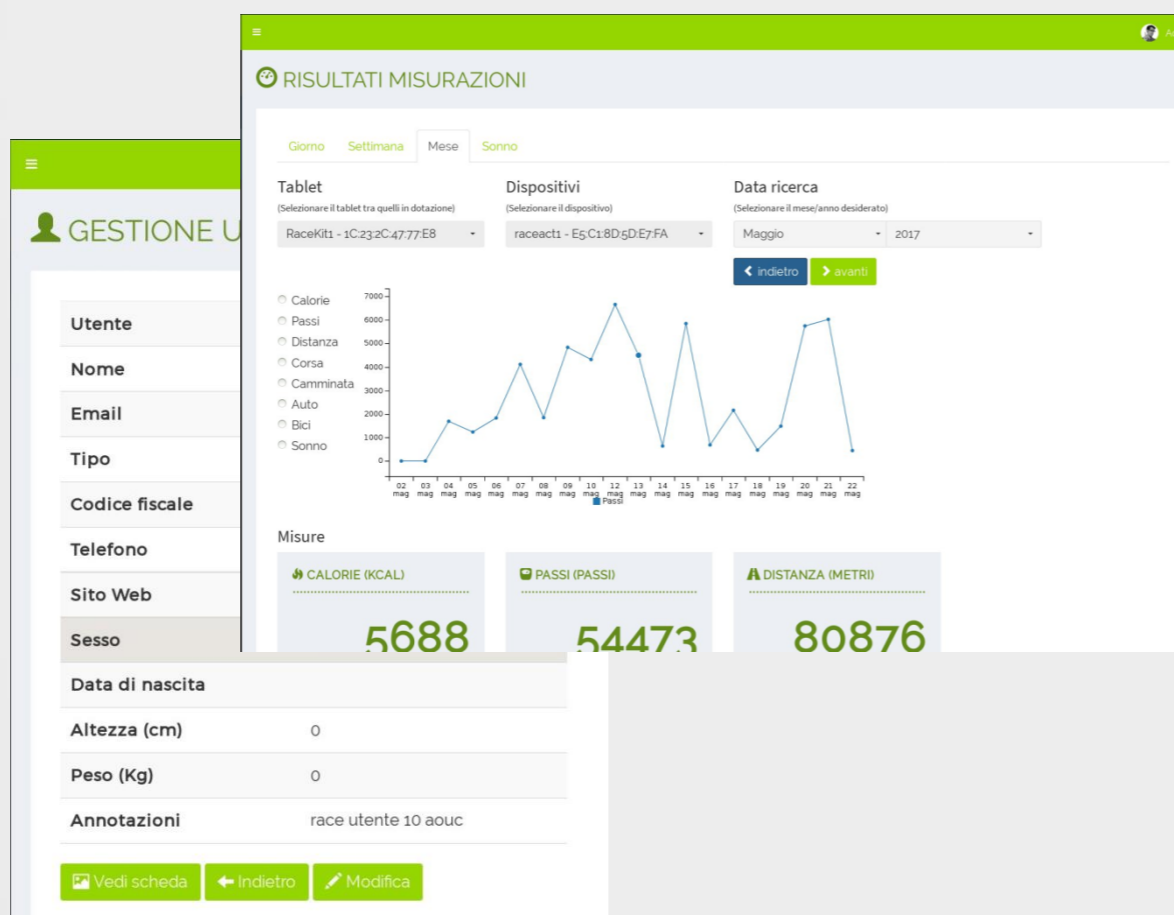 RISULTATI MISURAZIONI
Giorno Settimana Mese Sonno
Tablet Dispositivi Data ricerca
(Selezionare il tablet tra quelli in dotazione) (Selezionare il dispositivo) (Selezionare il mese/anno desiderato)
RaceKit1 - 1C:23:2C:47:77:E8 raceact1 - E5:C1:8D:5D:E7:FA Maggio 2017
indietro avanti
Calorie
Passi
Distanza
Corsa
Camminata
Auto
Bici
Sonno
7000
6000
5000
4000
3000
2000
1000
0
02 03 04 05 06 07 08 09 10 12 13 14 15 16 17 18 19 20 21 22
mag mag mag mag mag mag mag mag mag mag mag mag mag mag mag mag mag mag mag mag
Passi
Misure
CALORIE (KCAL) PASSI (PASSI) DISTANZA (METRI)
5688 54473 80876
GESTIONE U
Utente
Nome
Email
Tipo
Codice fiscale
Telefono
Sito Web
Sesso
Data di nascita
Altezza (cm) 0
Peso (Kg) 0
Annotazioni race utente 10 aouc
Vedi scheda Indietro Modifica